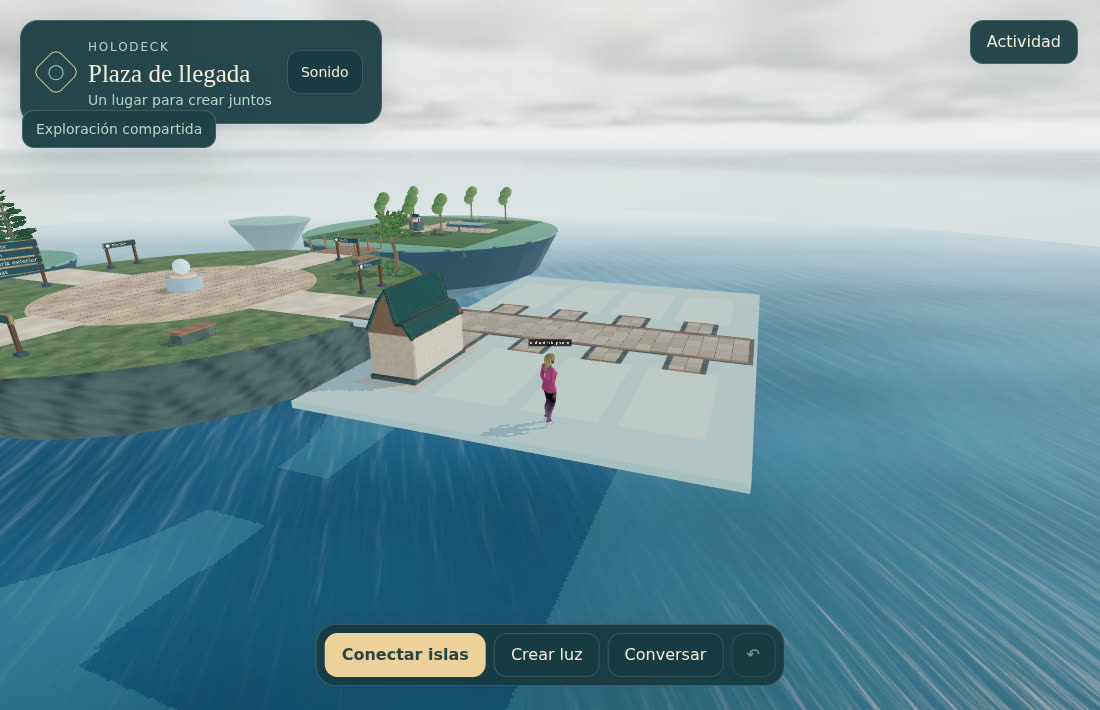 HOLODECK
Plaza de llegada
Un lugar para crear juntos
Sonido
Actividad
Exploración compartida
Conectar islas
Crear luz
Conversar